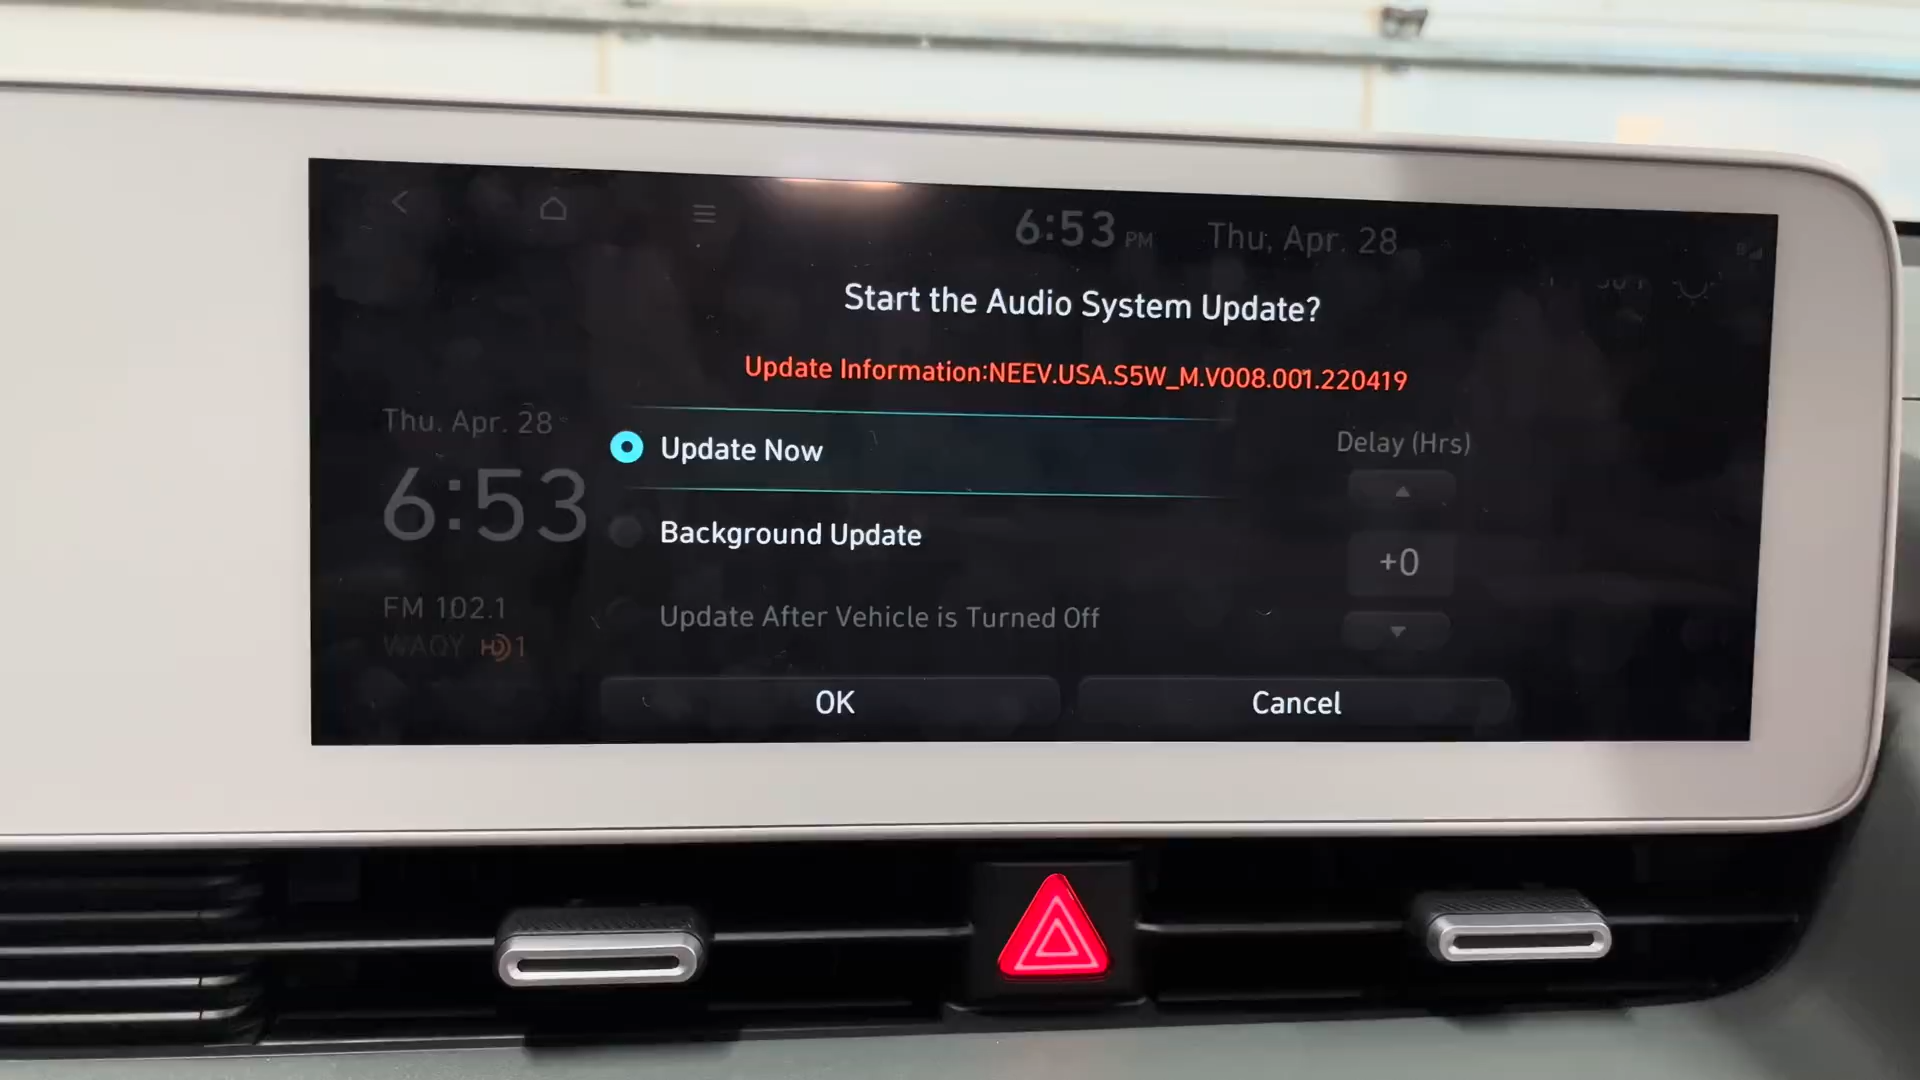 6:53 PM Thu, Apr. 28
Start the Audio System Update?
Update Information:NEEV.USA.S5W_M.V008.001.220419
Thu. Apr. 28
6:53
FM 102.1
WAQY HD 1
Update Now
Background Update
Update After Vehicle is Turned Off
Delay (Hrs)
+0
OK
Cancel